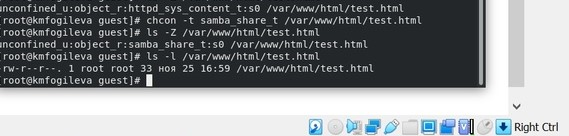 unconfined_u:object_r:httpd_sys_content_t:s0 /var/www/html/test.html
[root@kmfogileva guest]# chcon -t samba_share_t /var/www/html/test.html
[root@kmfogileva guest]# ls -Z /var/www/html/test.html
unconfined_u:object_r:samba_share_t:s0 /var/www/html/test.html
[root@kmfogileva guest]# ls -l /var/www/html/test.html
-rw-r--r--. 1 root root 33 ноя 25 16:59 /var/www/html/test.html
[root@kmfogileva guest]#
Right Ctrl